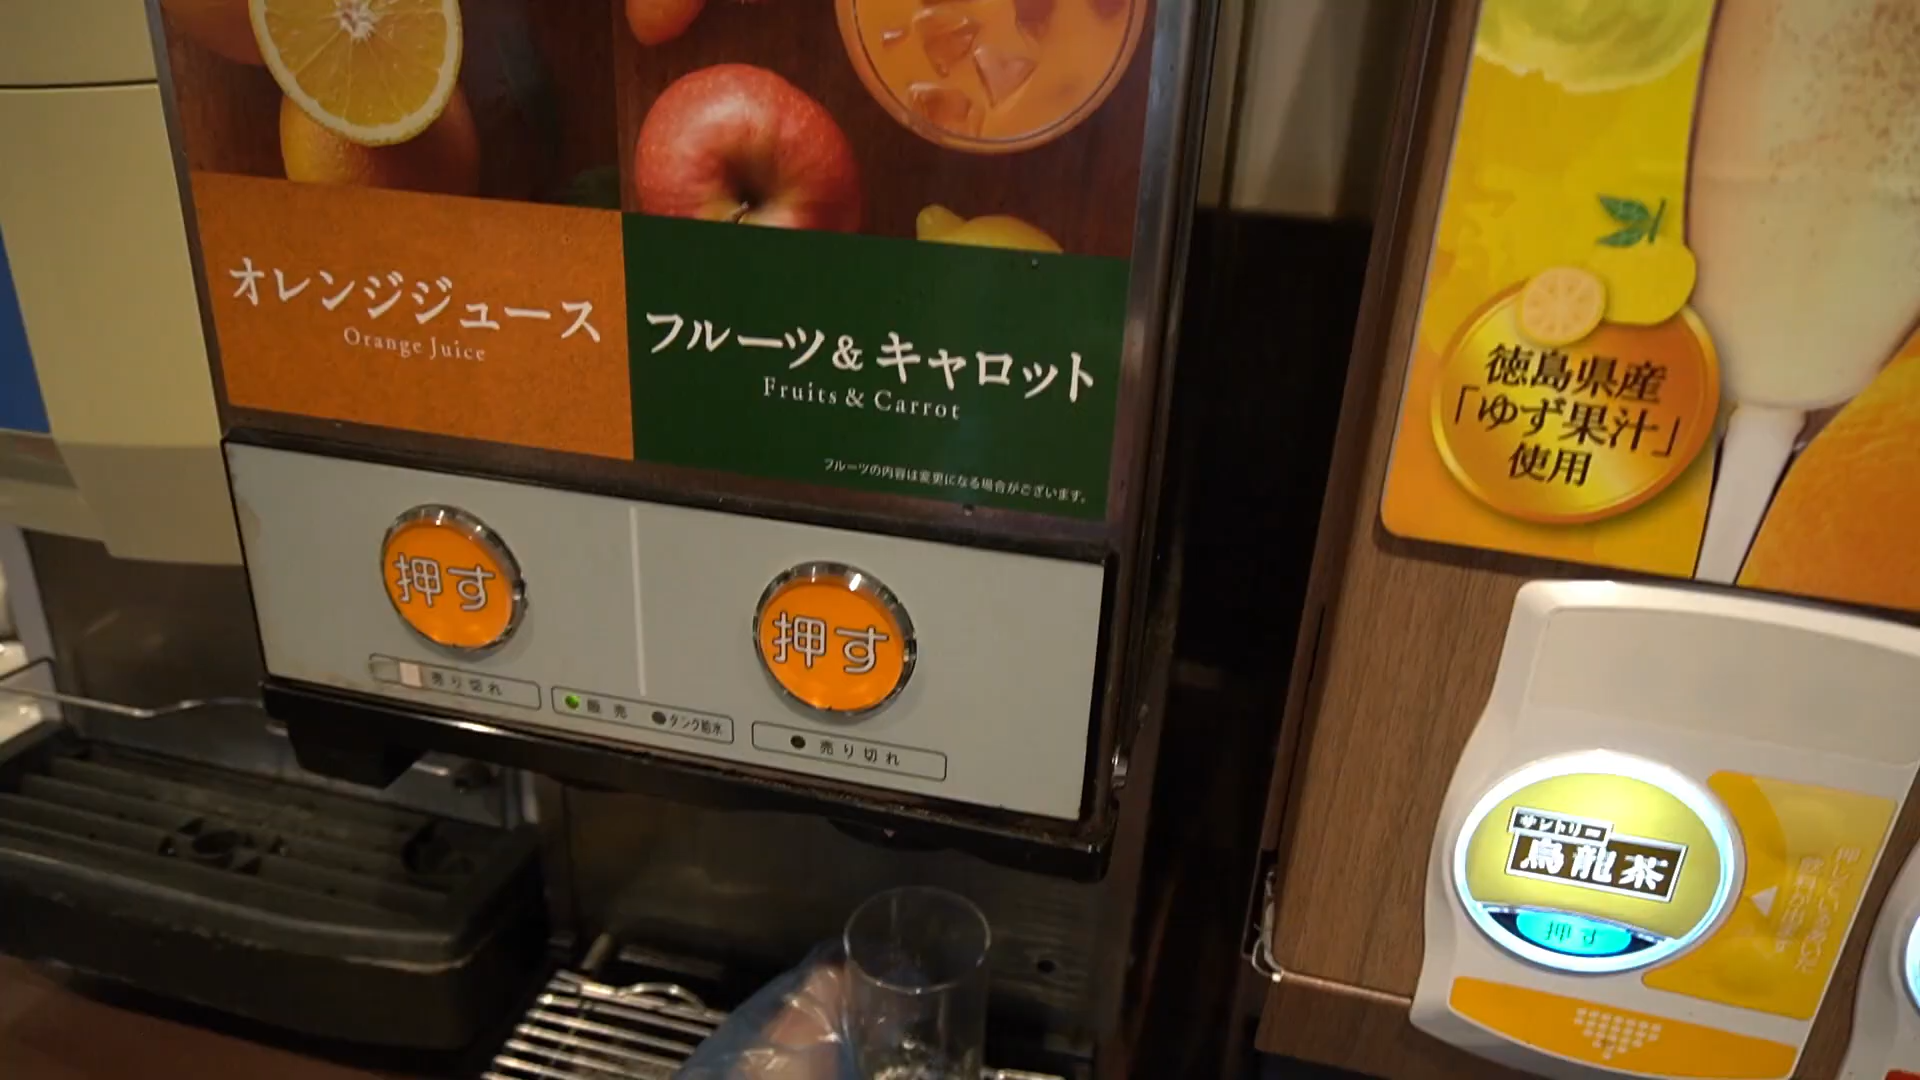 オレンジジュース
Orange Juice
フルーツ&キャロット
Fruits & Carrot
フルーツの内容は変更になる場合がございます。
押す
押す
売り切れ
販売
タンク給水
売り切れ
徳島県産
「ゆず果汁」
使用
サントリー
烏龍茶
押す